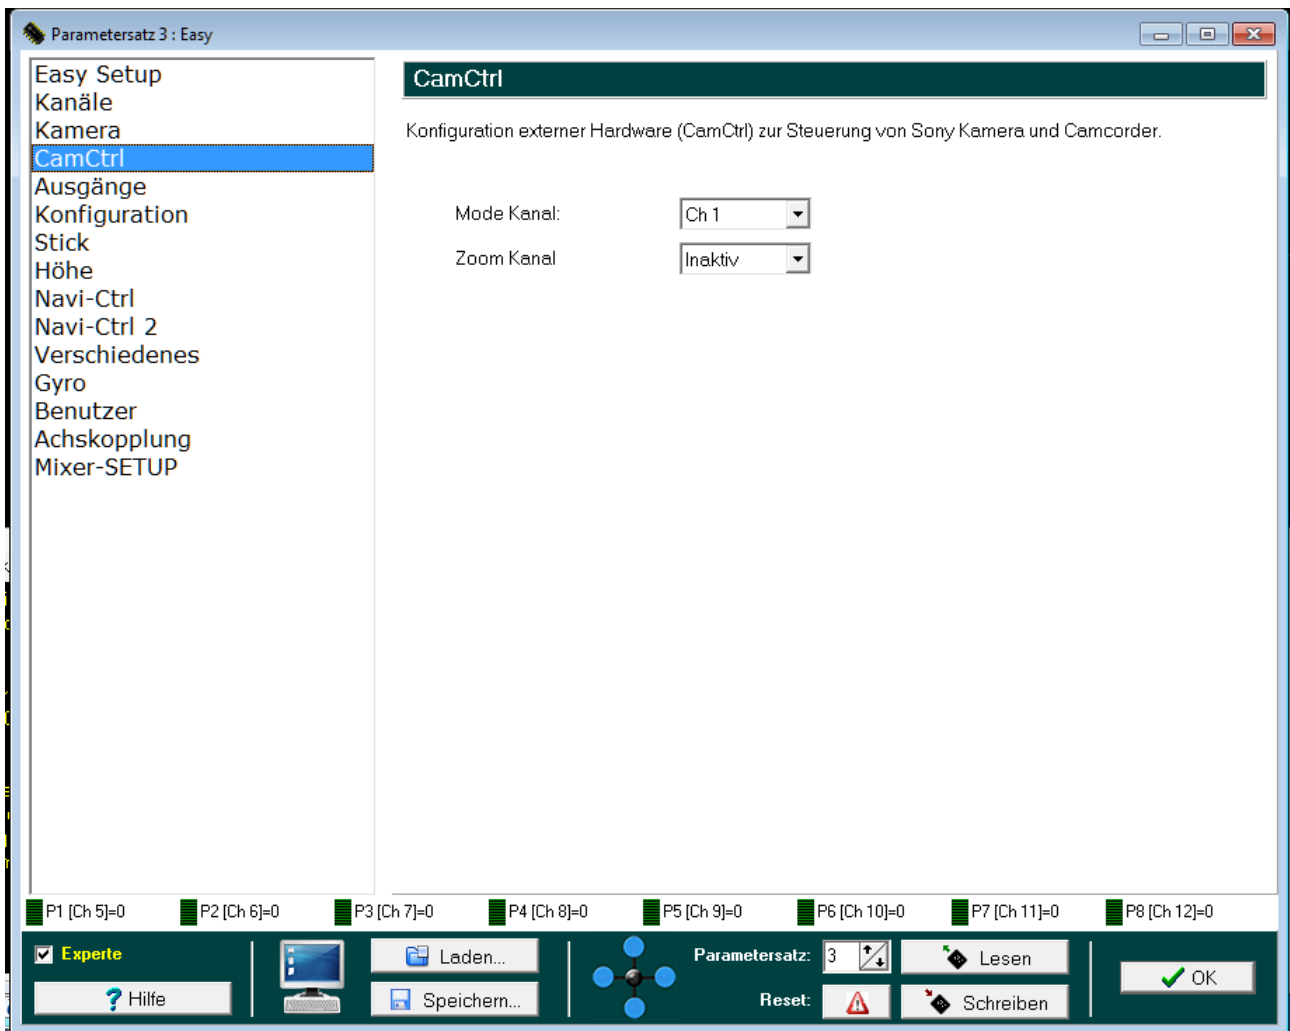 Parametersatz 3 : Easy
Easy Setup
Kanäle
Kamera
CamCtrl
Ausgänge
Konfiguration
Stick
Höhe
Navi-Ctrl
Navi-Ctrl 2
Verschiedenes
Gyro
Benutzer
Achskopplung
Mixer-SETUP
CamCtrl
Konfiguration externer Hardware (CamCtrl) zur Steuerung von Sony Kamera und Camcorder.
Mode Kanal: Ch 1
Zoom Kanal Inaktiv
P1 [Ch 5]=0 P2 [Ch 6]=0 P3 [Ch 7]=0 P4 [Ch 8]=0 P5 [Ch 9]=0 P6 [Ch 10]=0 P7 [Ch 11]=0 P8 [Ch 12]=0
Experte Laden... Parametersatz: 3 Lesen
OK
? Hilfe Speichern... Reset: Schreiben